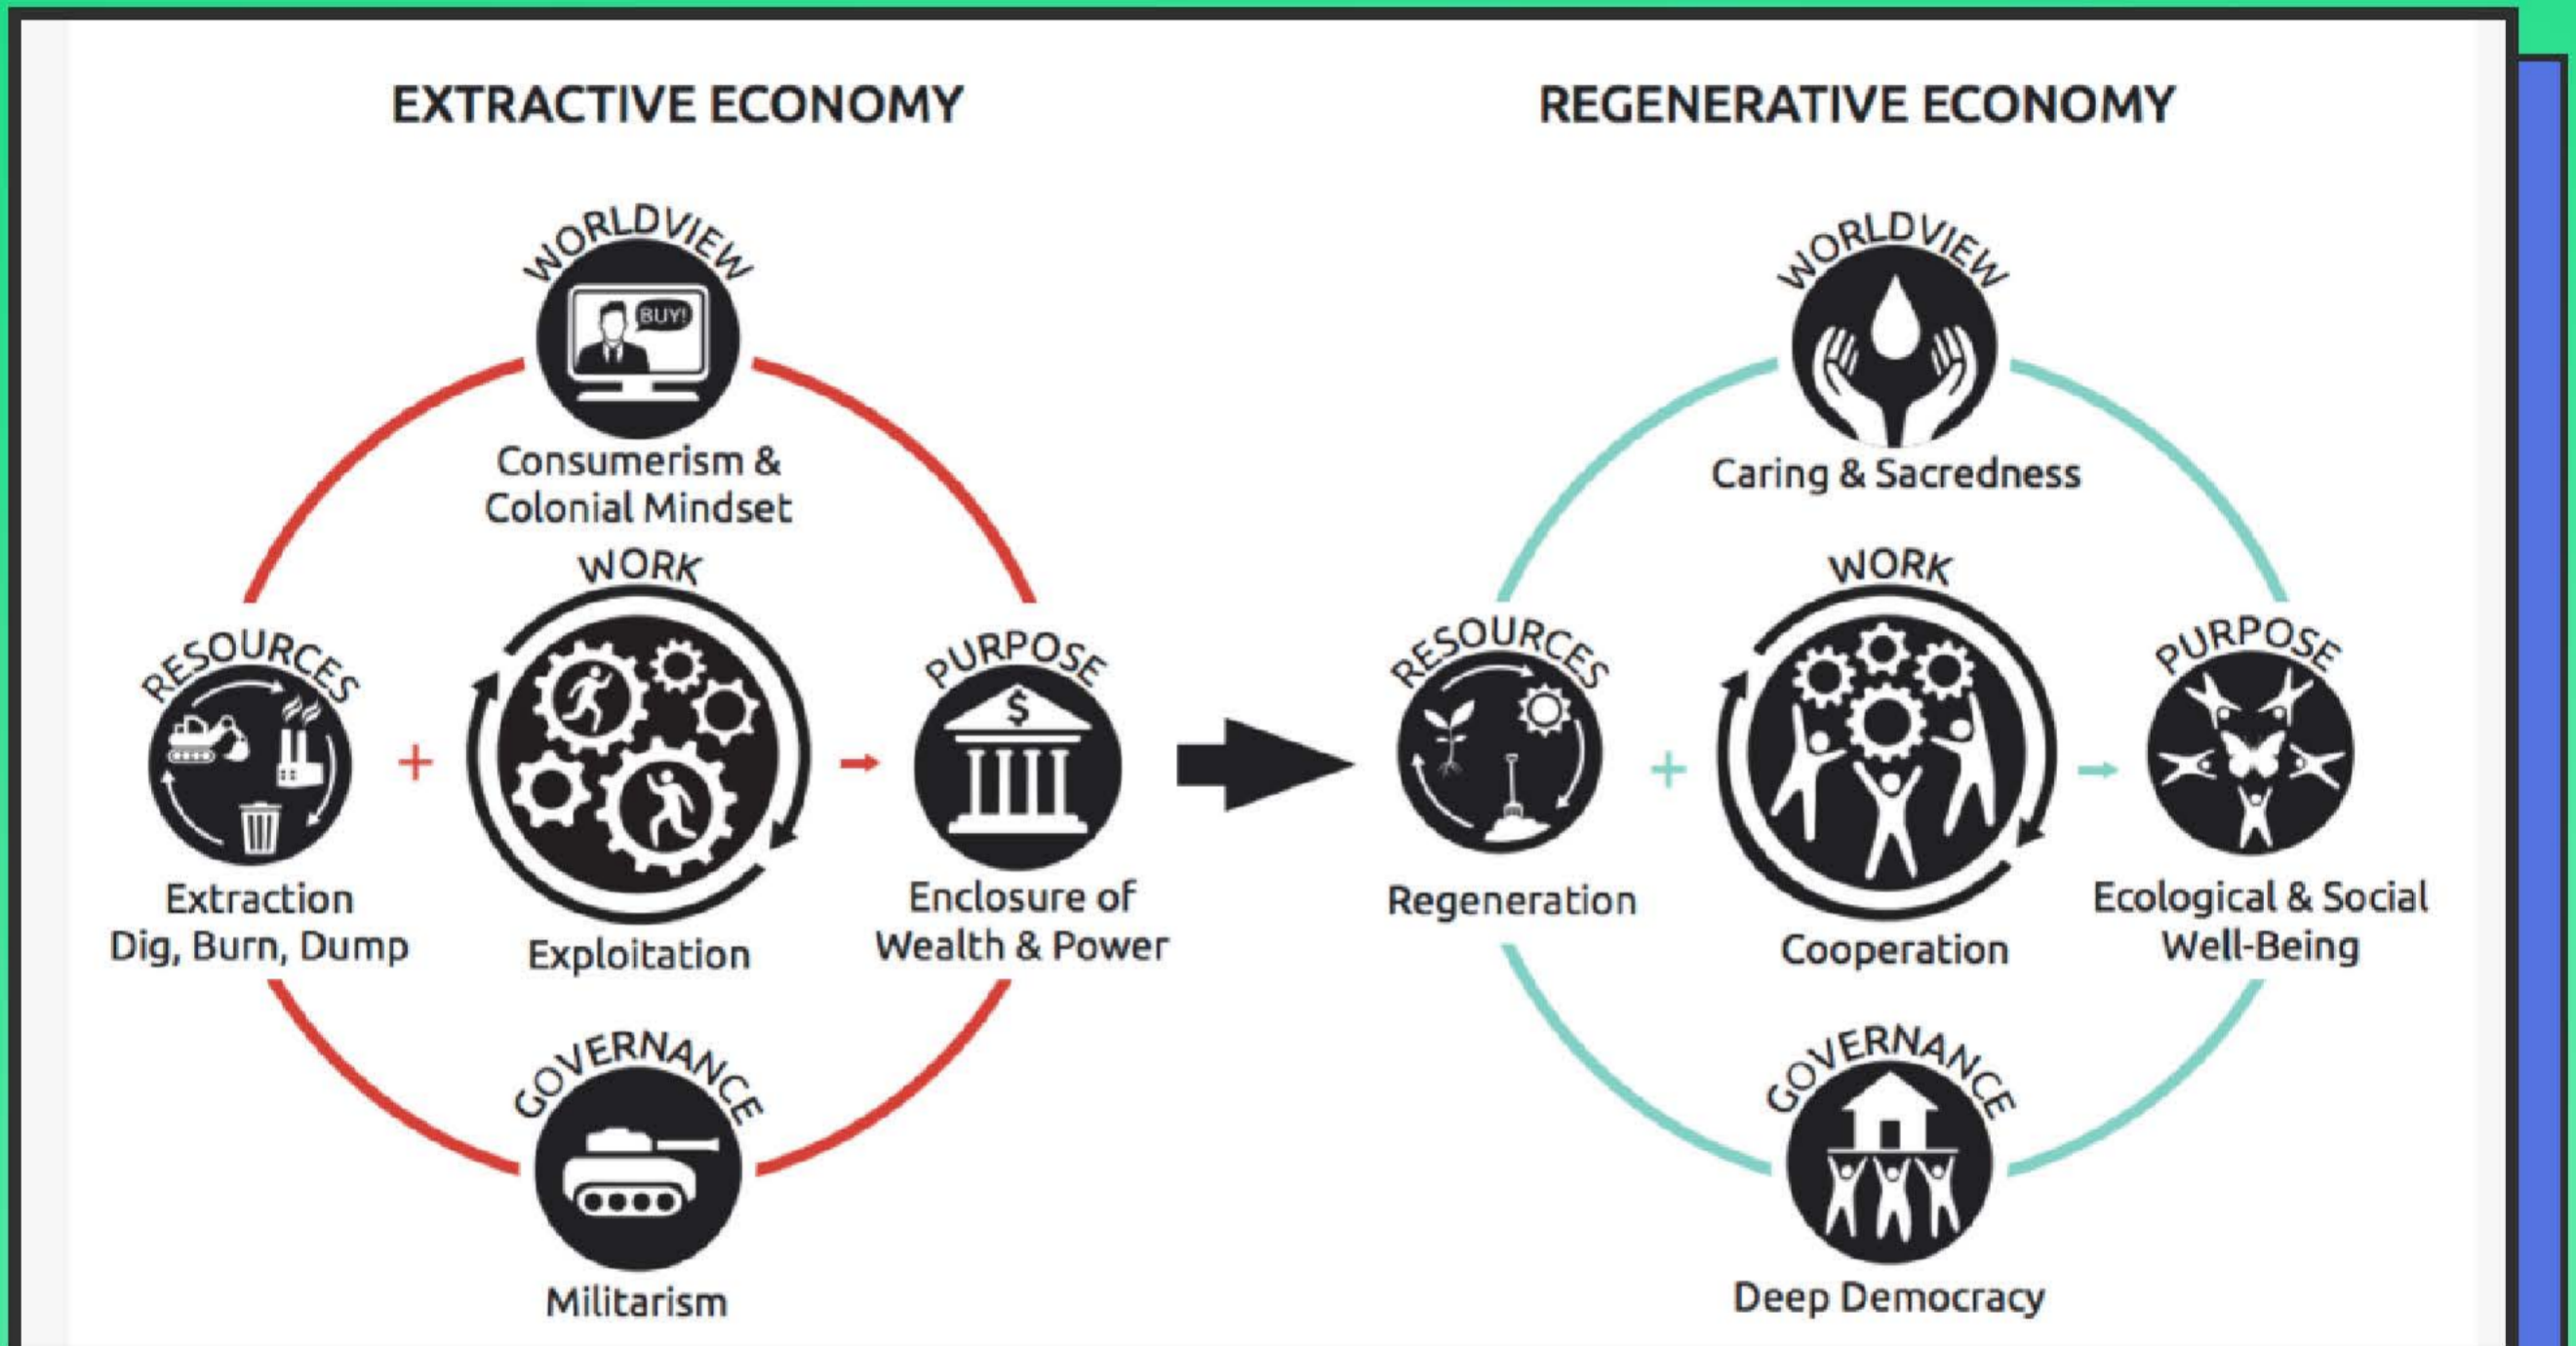 EXTRACTIVE ECONOMY
WORLDVIEW
BUY!
Consumerism &
Colonial Mindset
RESOURCES
Extraction
Dig, Burn, Dump
+
WORK
Exploitation
PURPOSE
$
Enclosure of
Wealth & Power
GOVERNANCE
Militarism
REGENERATIVE ECONOMY
WORLDVIEW
Caring & Sacredness
RESOURCES
Regeneration
+
WORK
Cooperation
PURPOSE
Ecological & Social
Well-Being
GOVERNANCE
Deep Democracy